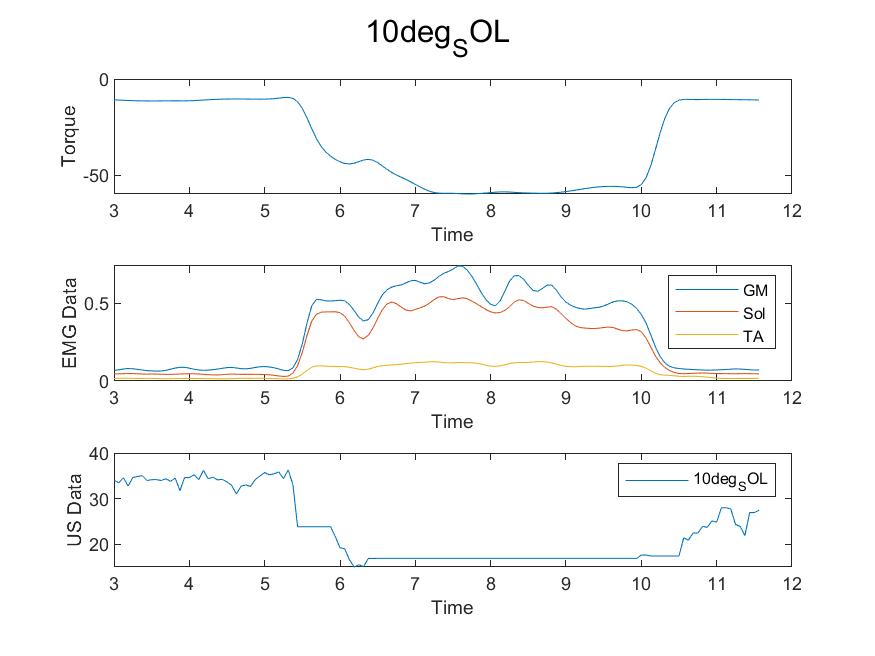 10deg_SOL
0
-50
Torque
3 4 5 6 7 8 9 10 11 12
Time
0.5
0
EMG Data
GM
Sol
TA
3 4 5 6 7 8 9 10 11 12
Time
40
30
20
US Data
10deg_SOL
3 4 5 6 7 8 9 10 11 12
Time